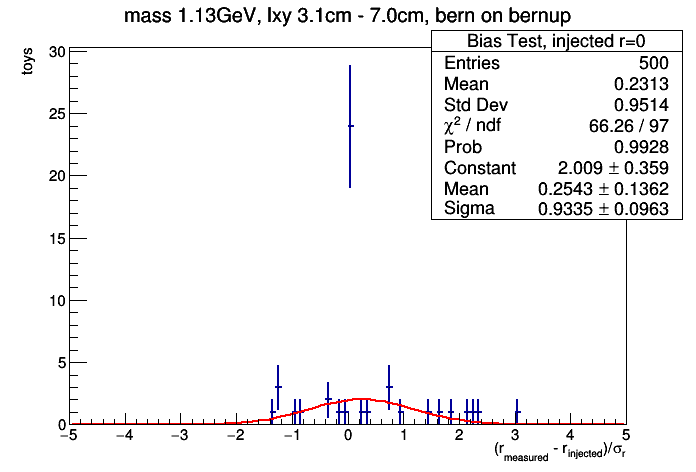 mass 1.13GeV, lxy 3.1cm - 7.0cm, bern on bernup
Bias Test, injected r=0
Entries 500
Mean 0.2313
Std Dev 0.9514
χ² / ndf 66.26 / 97
Prob 0.9928
Constant 2.009 ± 0.359
Mean 0.2543 ± 0.1362
Sigma 0.9335 ± 0.0963
toys
30
25
20
15
10
5
0
−5 −4 −3 −2 −1 0 1 2 3 4 5
(r_measured - r_injected)/σ_r